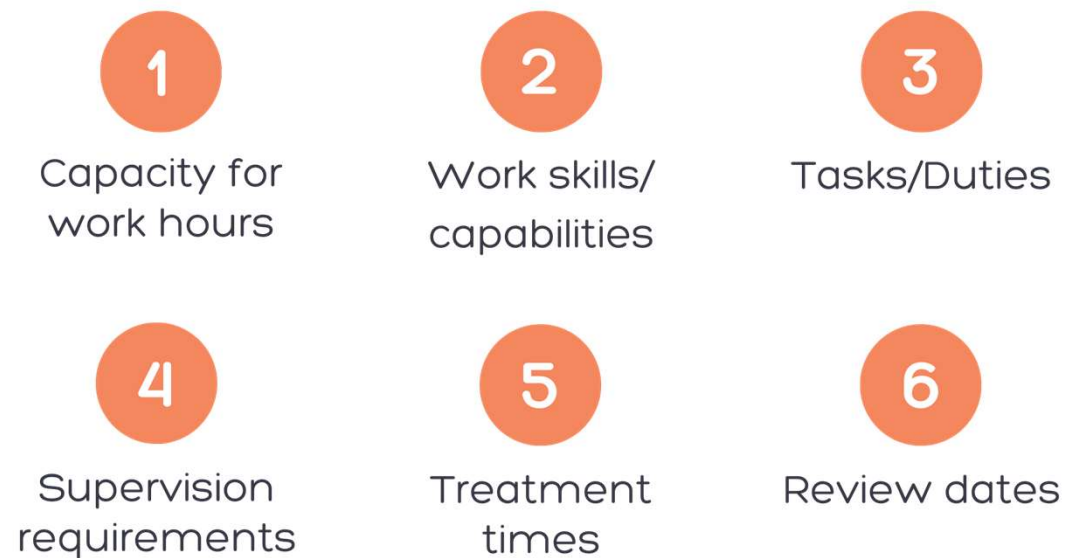 1
Capacity for
work hours
2
Work skills/
capabilities
3
Tasks/Duties
4
Supervision
requirements
5
Treatment
times
6
Review dates